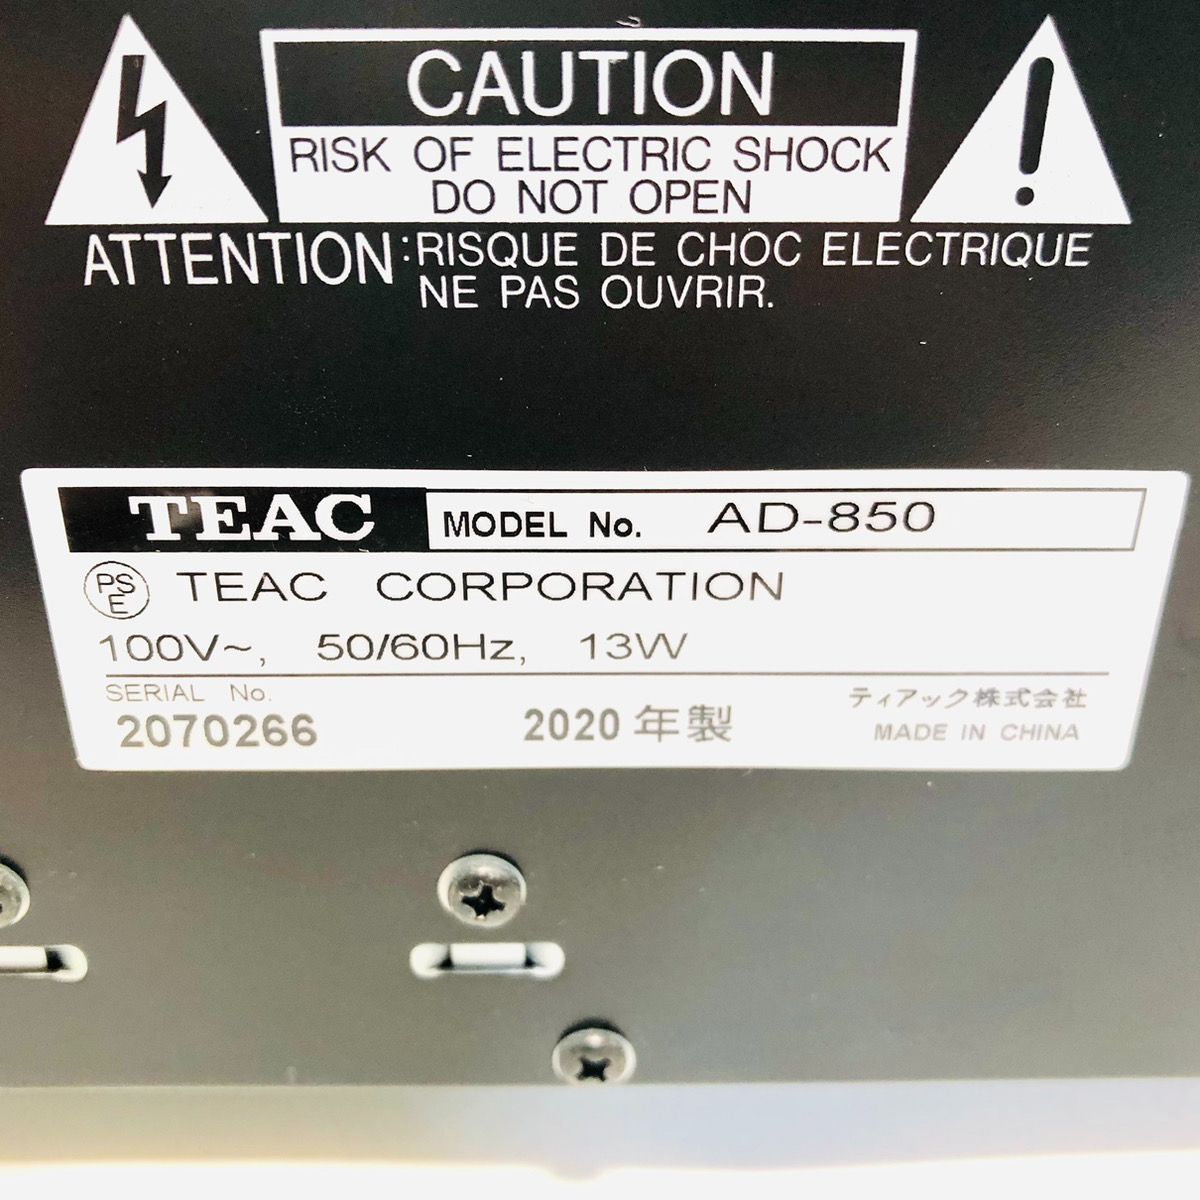 CAUTION
RISK OF ELECTRIC SHOCK
DO NOT OPEN
ATTENTION:RISQUE DE CHOC ELECTRIQUE
NE PAS OUVRIR.
TEAC MODEL No. AD-850
PSE TEAC CORPORATION
100V~, 50/60Hz, 13W
SERIAL No.
2070266 2020年製
ティアック株式会社
MADE IN CHINA